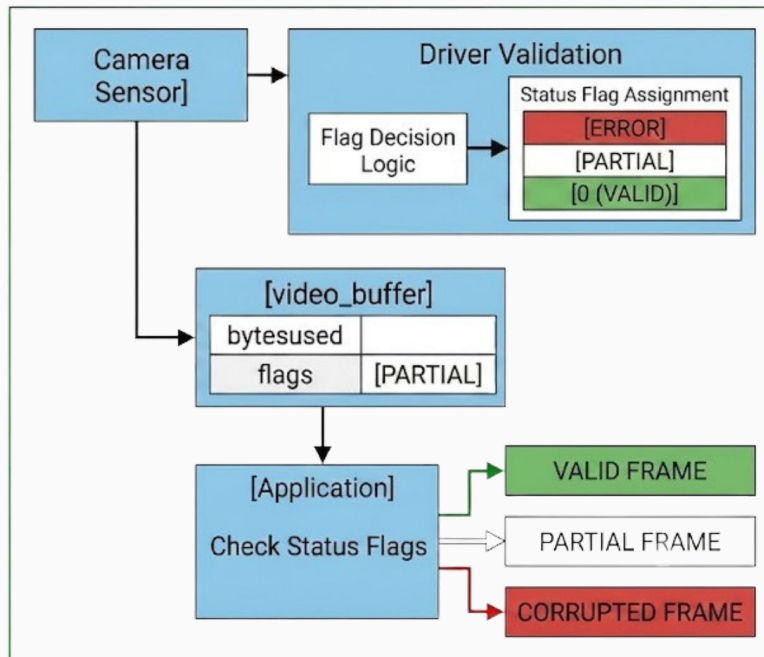 Camera
Sensor]
Driver Validation
Flag Decision
Logic
Status Flag Assignment
[ERROR]
[PARTIAL]
[0 (VALID)]
[video_buffer]
bytesused
flags [PARTIAL]
[Application]
Check Status Flags
VALID FRAME
PARTIAL FRAME
CORRUPTED FRAME